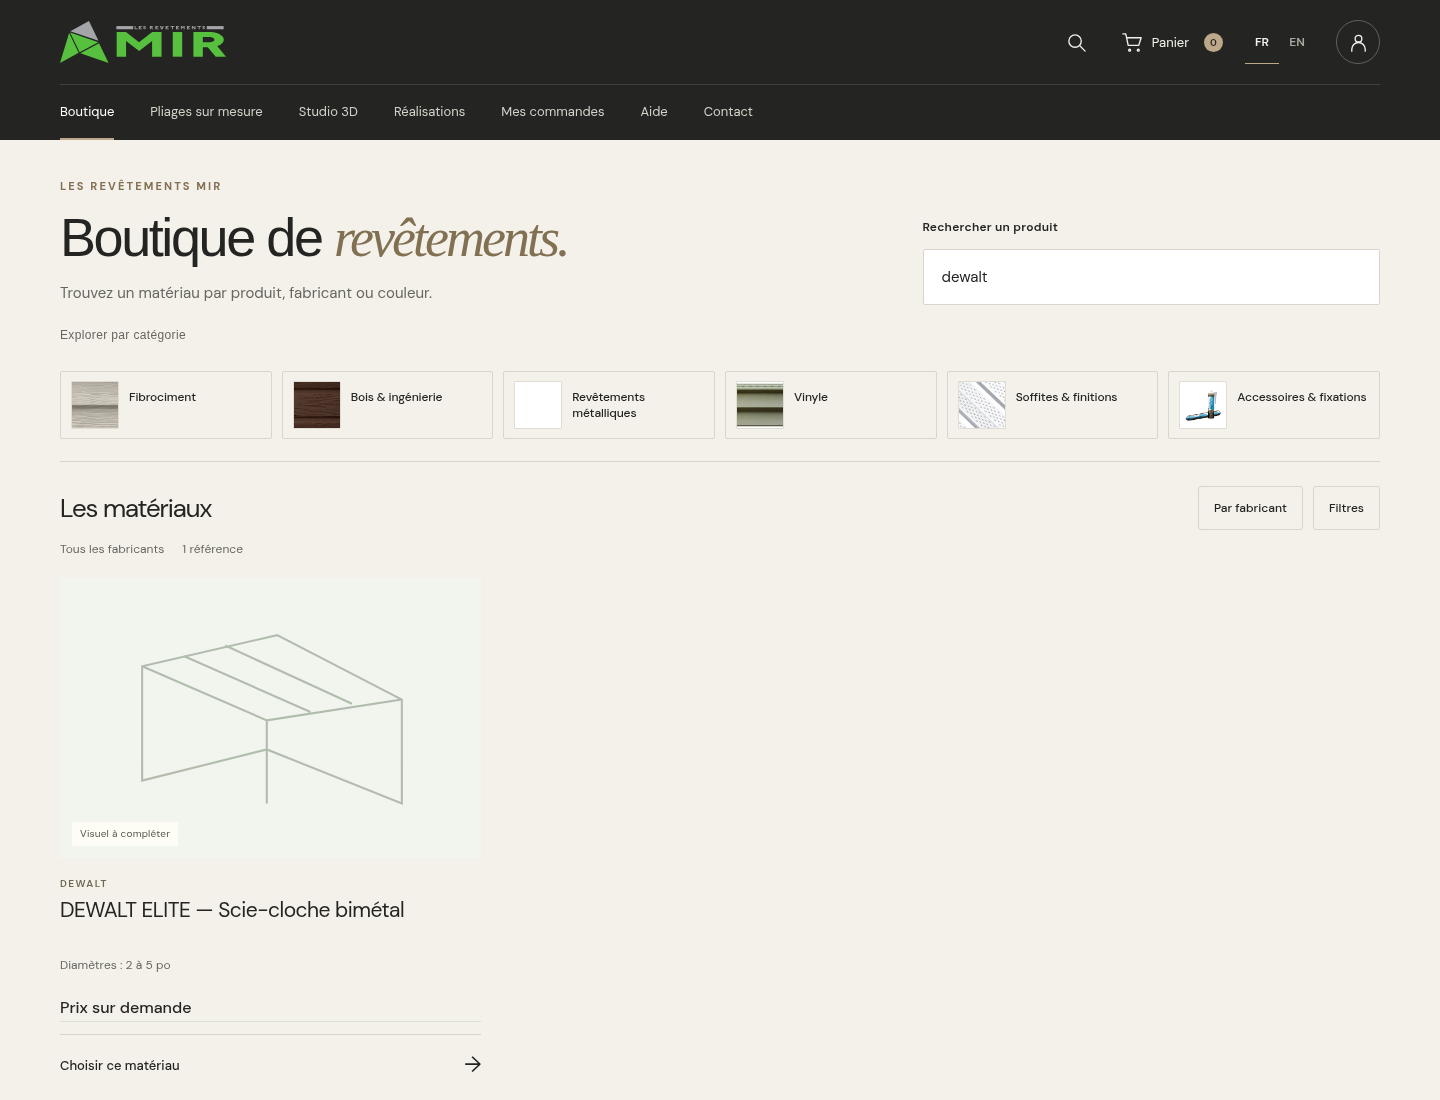 LES REVÊTEMENTS
MIR
Panier 0 FR EN
Boutique Pliages sur mesure Studio 3D Réalisations Mes commandes Aide Contact
LES REVÊTEMENTS MIR
Boutique de revêtements.
Rechercher un produit
dewalt
Trouvez un matériau par produit, fabricant ou couleur.
Explorer par catégorie
Fibrociment
Bois & ingénierie
Revêtements
métalliques
Vinyle
Soffites & finitions
Accessoires & fixations
Les matériaux
Par fabricant
Filtres
Tous les fabricants 1 référence
Visuel à compléter
DEWALT
DEWALT ELITE — Scie-cloche bimétal
Diamètres : 2 à 5 po
Prix sur demande
Choisir ce matériau